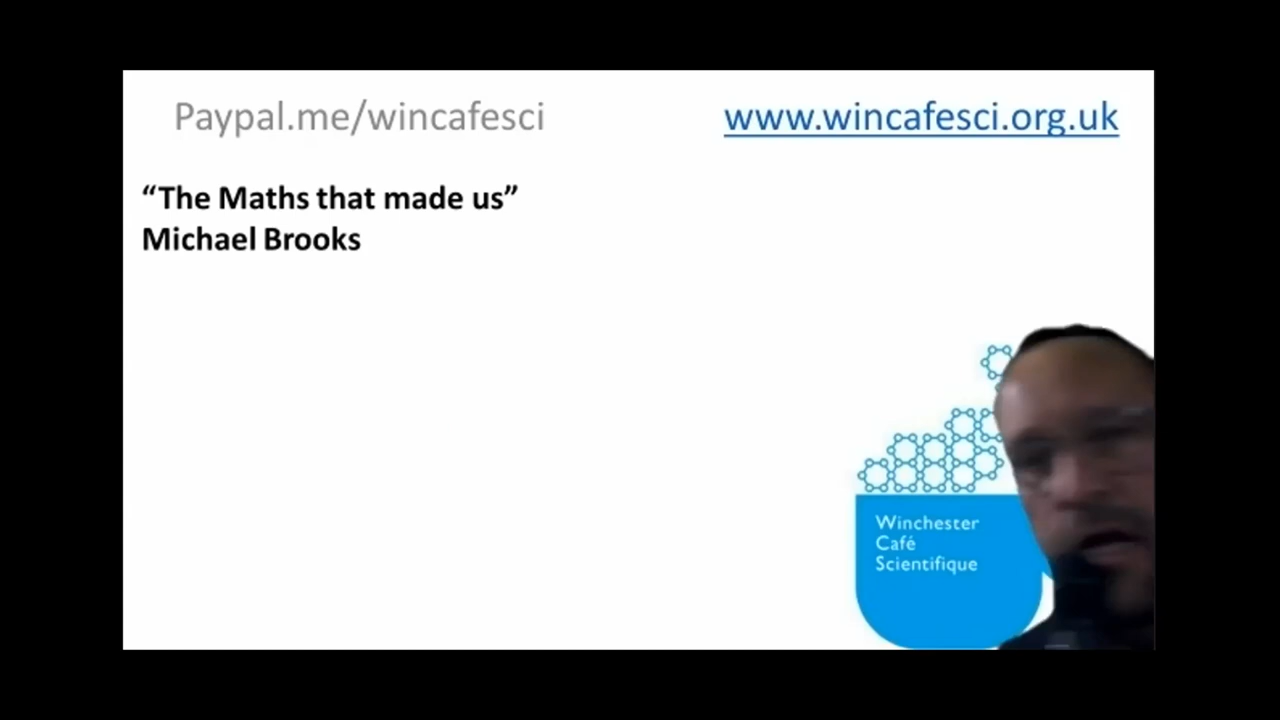 Paypal.me/wincafesci
www.wincafesci.org.uk
“The Maths that made us”
Michael Brooks
Winchester
Café
Scientifique